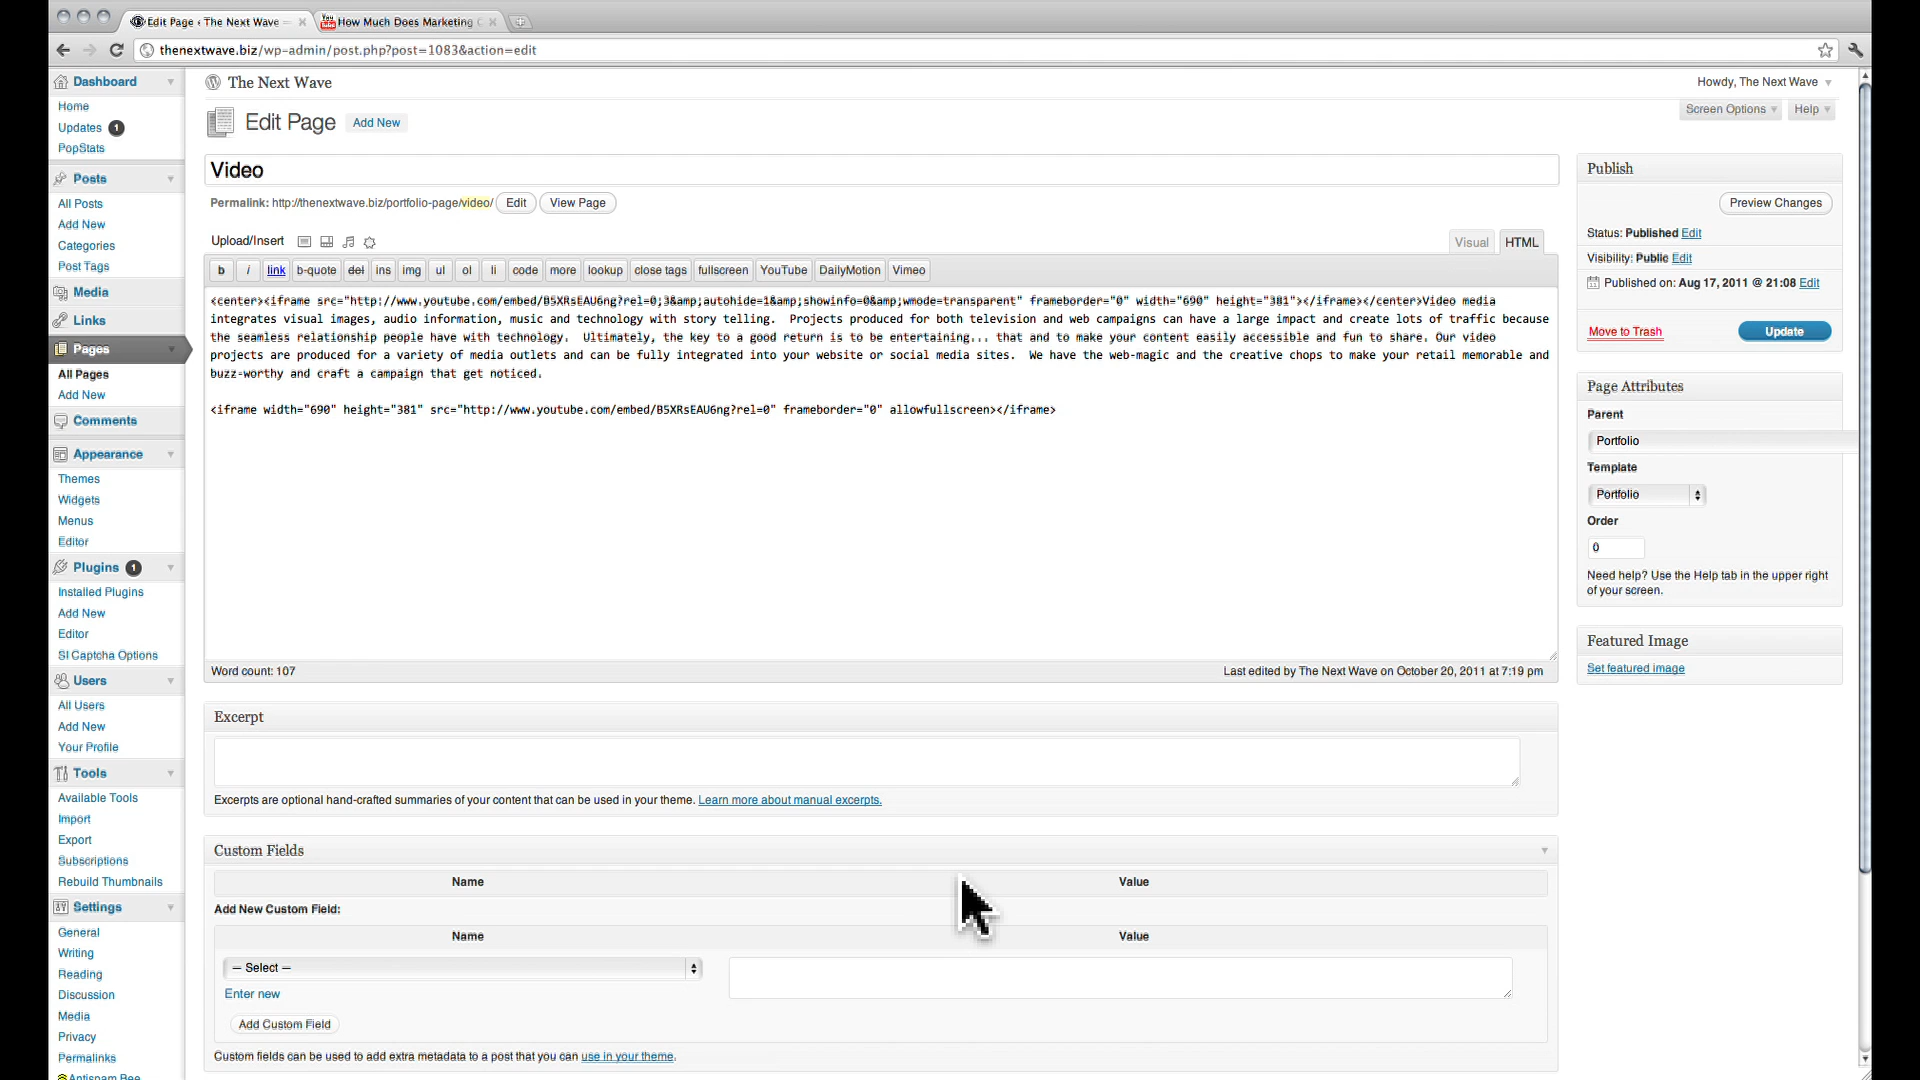 Edit Page ‹ The Next Wave —
You Tube How Much Does Marketing C
thenextwave.biz/wp-admin/post.php?post=1083&action=edit
Dashboard
Home
Updates 1
PopStats
Posts
All Posts
Add New
Categories
Post Tags
Media
Links
Pages
All Pages
Add New
Comments
Appearance
Themes
Widgets
Menus
Editor
Plugins 1
Installed Plugins
Add New
Editor
SI Captcha Options
Users
All Users
Add New
Your Profile
Tools
Available Tools
Import
Export
Subscriptions
Rebuild Thumbnails
Settings
General
Writing
Reading
Discussion
Media
Privacy
Permalinks
Antispam Bee
The Next Wave
Howdy, The Next Wave
Screen Options Help
Edit Page Add New
Video
Permalink: http://thenextwave.biz/portfolio-page/video/ Edit View Page
Upload/Insert
Visual HTML
b i link b-quote del ins img ul ol li code more lookup close tags fullscreen YouTube DailyMotion Vimeo
<center><iframe src="http://www.youtube.com/embed/B5XRsEAU6ng?rel=0;3&amp;autohide=1&amp;showinfo=0&amp;wmode=transparent" frameborder="0" width="690" height="381"></iframe></center>Video media
integrates visual images, audio information, music and technology with story telling.  Projects produced for both television and web campaigns can have a large impact and create lots of traffic because
the seamless relationship people have with technology.  Ultimately, the key to a good return is to be entertaining... that and to make your content easily accessible and fun to share. Our video
projects are produced for a variety of media outlets and can be fully integrated into your website or social media sites.  We have the web-magic and the creative chops to make your retail memorable and
buzz-worthy and craft a campaign that get noticed.
<iframe width="690" height="381" src="http://www.youtube.com/embed/B5XRsEAU6ng?rel=0" frameborder="0" allowfullscreen></iframe>
Word count: 107
Last edited by The Next Wave on October 20, 2011 at 7:19 pm
Excerpt
Excerpts are optional hand-crafted summaries of your content that can be used in your theme. Learn more about manual excerpts.
Custom Fields
Name Value
Add New Custom Field:
Name Value
— Select —
Enter new
Add Custom Field
Custom fields can be used to add extra metadata to a post that you can use in your theme.
Publish
Preview Changes
Status: Published Edit
Visibility: Public Edit
Published on: Aug 17, 2011 @ 21:08 Edit
Move to Trash Update
Page Attributes
Parent
Portfolio
Template
Portfolio
Order
0
Need help? Use the Help tab in the upper right
of your screen.
Featured Image
Set featured image